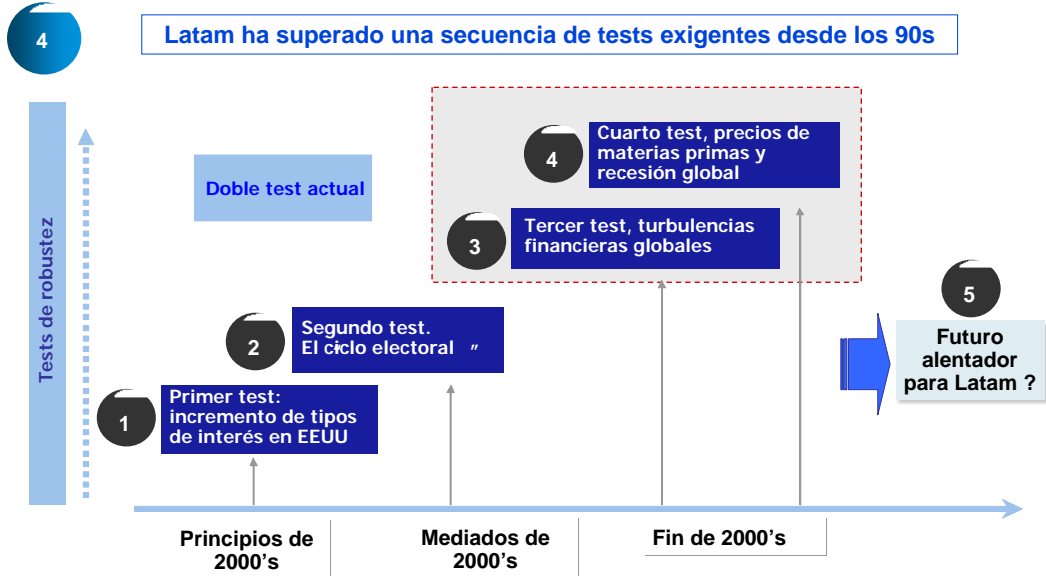 4
Latam ha superado una secuencia de tests exigentes desde los 90s
Tests de robustez
Doble test actual
4
Cuarto test, precios de
materias primas y
recesión global
3
Tercer test, turbulencias
financieras globales
2
Segundo test.
El ciclo electoral "
1
Primer test:
incremento de tipos
de interés en EEUU
5
Futuro
alentador
para Latam ?
Principios de
2000's
Mediados de
2000's
Fin de 2000's